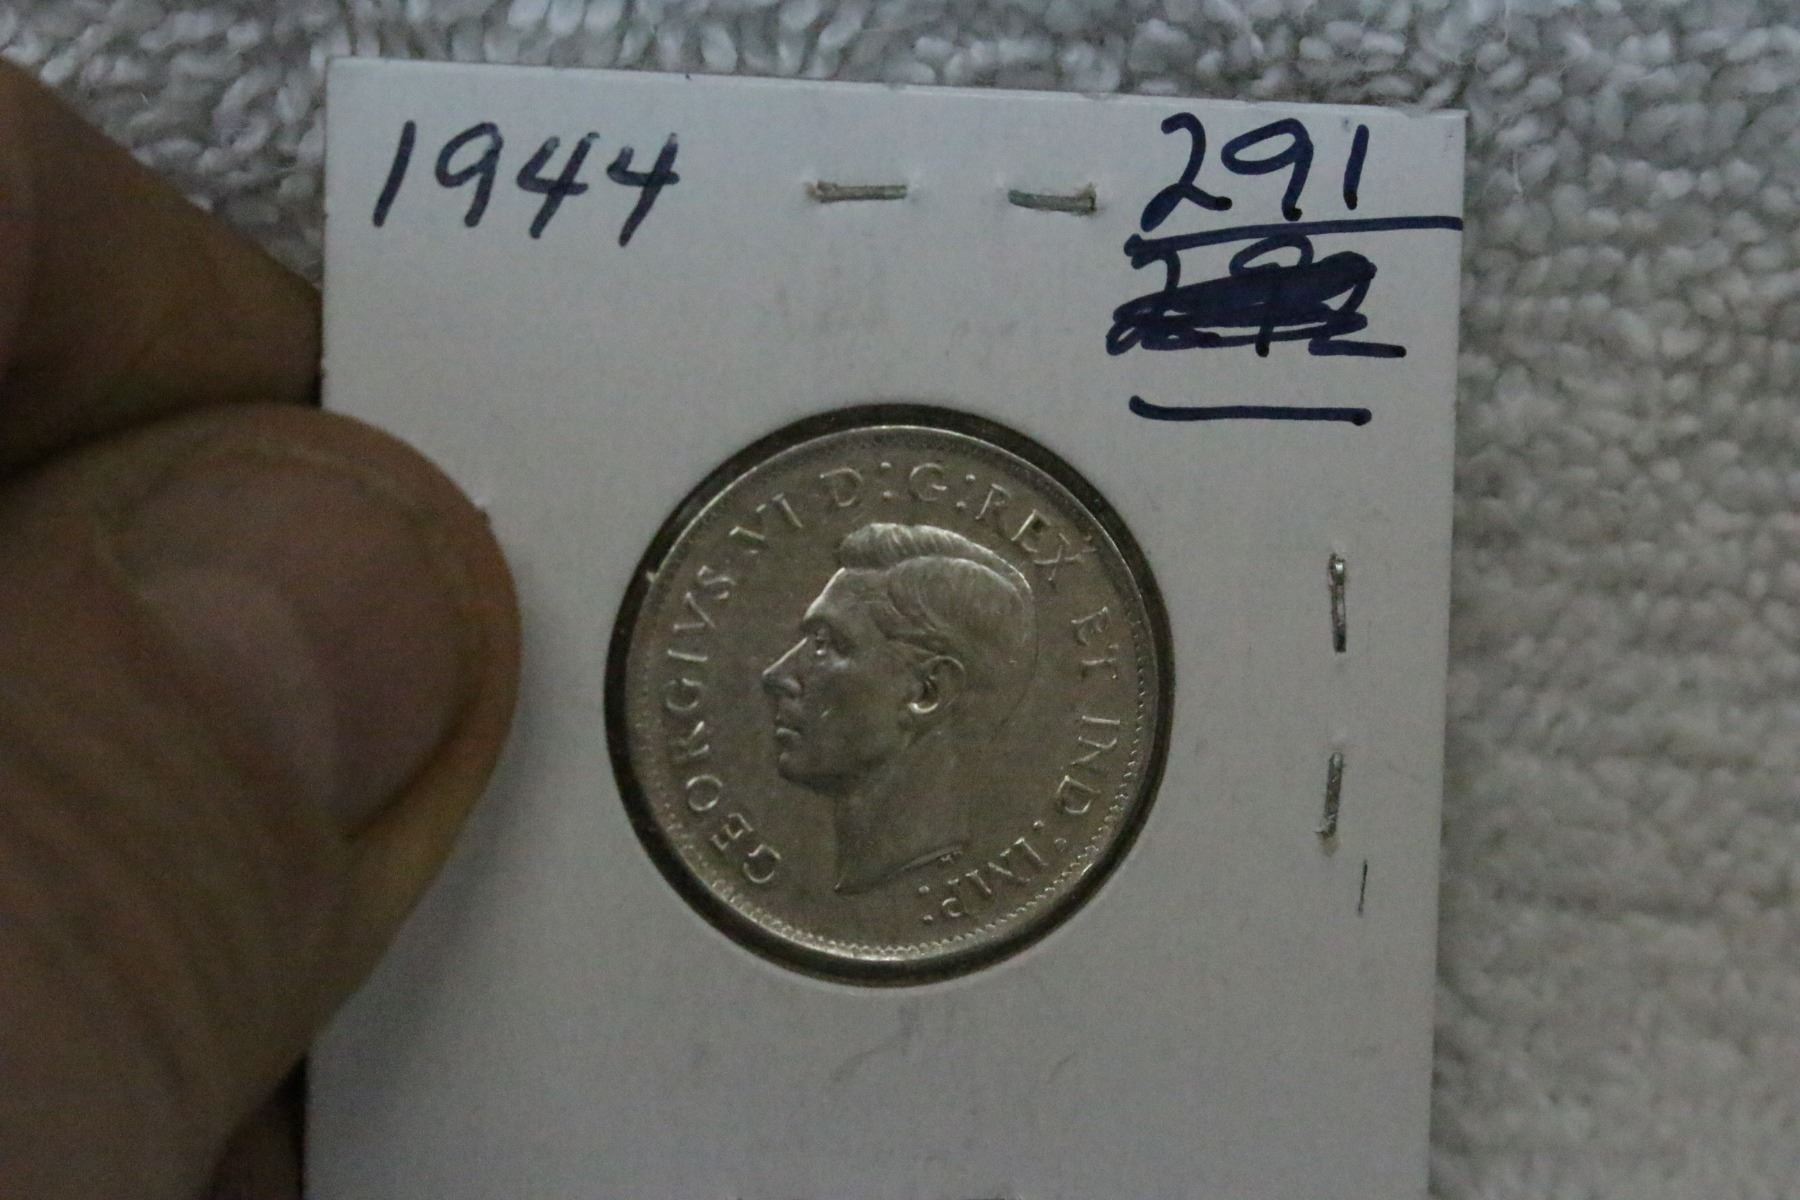 1944
291
GEORGIVS VI D:G:REX ET IND:IMP: